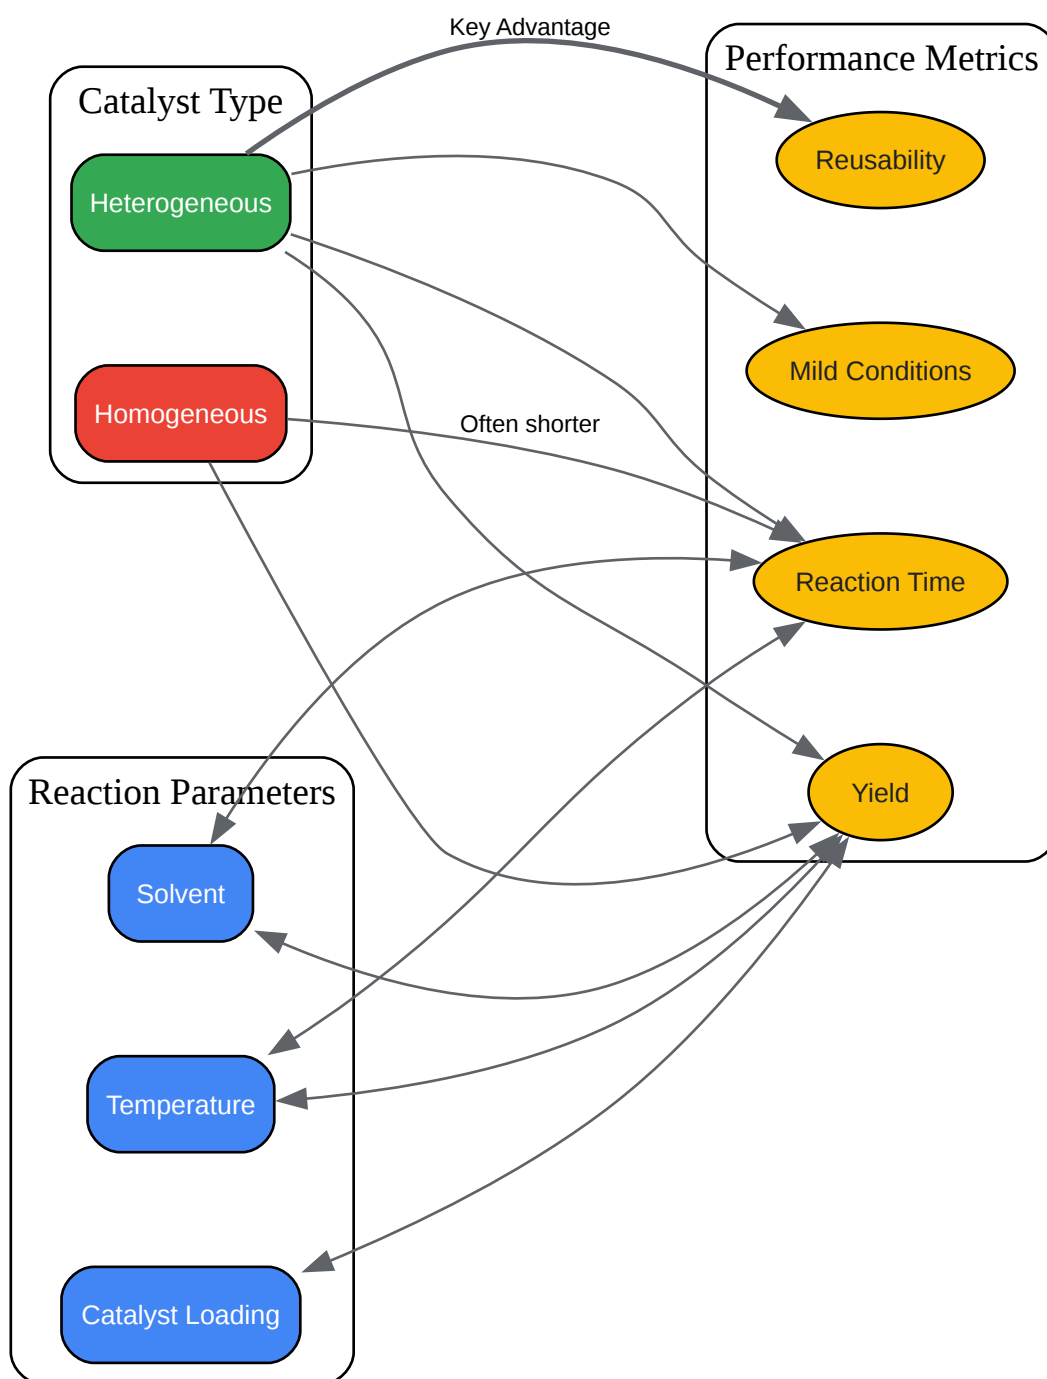 Key Advantage
Catalyst Type
Performance Metrics
Heterogeneous
Reusability
Mild Conditions
Homogeneous
Often shorter
Reaction Time
Reaction Parameters
Yield
Solvent
Temperature
Catalyst Loading